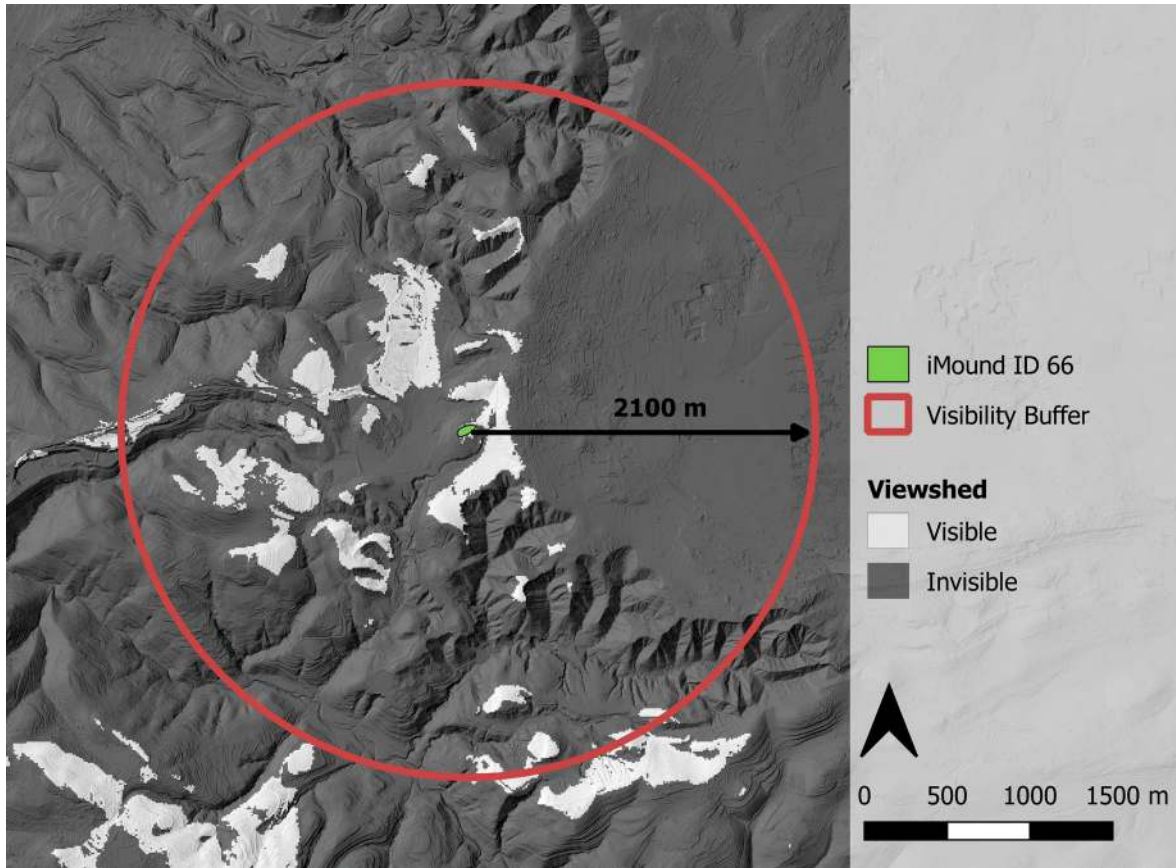 2100 m
iMound ID 66
Visibility Buffer
Viewshed
Visible
Invisible
0 500 1000 1500 m